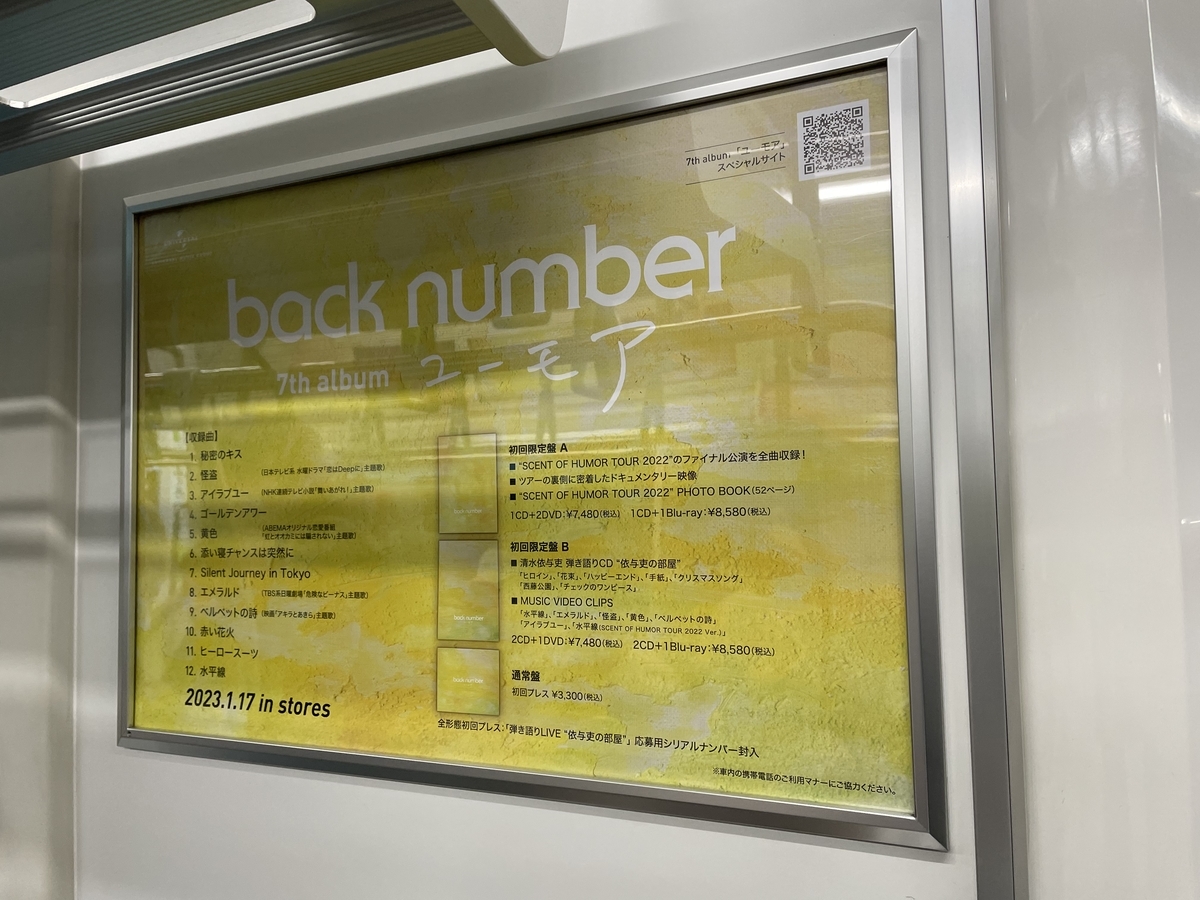 7th album 「ユーモア」
スペシャルサイト
back number
7th album ユーモア
【収録曲】
1. 秘密のキス
2. 怪盗 (日本テレビ系 水曜ドラマ「恋はDeepに」主題歌)
3. アイラブユー (NHK連続テレビ小説「舞いあがれ！」主題歌)
4. ゴールデンアワー
5. 黄色 (ABEMAオリジナル恋愛番組
「虹とオオカミには騙されない」主題歌)
6. 添い寝チャンスは突然に
7. Silent Journey in Tokyo
8. エメラルド (TBS系日曜劇場「危険なビーナス」主題歌)
9. ベルベットの詩 (映画「アキラとあきら」主題歌)
10. 赤い花火
11. ヒーロースーツ
12. 水平線
2023.1.17 in stores
初回限定盤 A
■ “SCENT OF HUMOR TOUR 2022”のファイナル公演を全曲収録！
■ ツアーの裏側に密着したドキュメンタリー映像
■ “SCENT OF HUMOR TOUR 2022” PHOTO BOOK(52ページ)
1CD+2DVD：¥7,480(税込) 1CD+1Blu-ray：¥8,580(税込)
back number
初回限定盤 B
■ 清水依与吏 弾き語りCD “依与吏の部屋”
「ヒロイン」、「花束」、「ハッピーエンド」、「手紙」、「クリスマスソング」
「西藤公園」、「チェックのワンピース」
■ MUSIC VIDEO CLIPS
「水平線」、「エメラルド」、「怪盗」、「黄色」、「ベルベットの詩」
「アイラブユー」、「水平線(SCENT OF HUMOR TOUR 2022 Ver.)」
2CD+1DVD：¥7,480(税込) 2CD+1Blu-ray：¥8,580(税込)
back number
通常盤
初回プレス ¥3,300(税込)
back number
全形態初回プレス：「弾き語りLIVE “依与吏の部屋”」 応募用シリアルナンバー封入
※車内の携帯電話のご利用マナーにご協力ください。